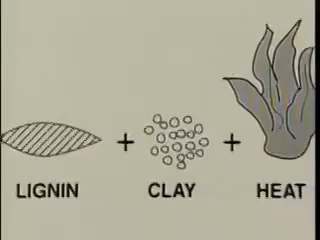 + +
LIGNIN CLAY HEAT